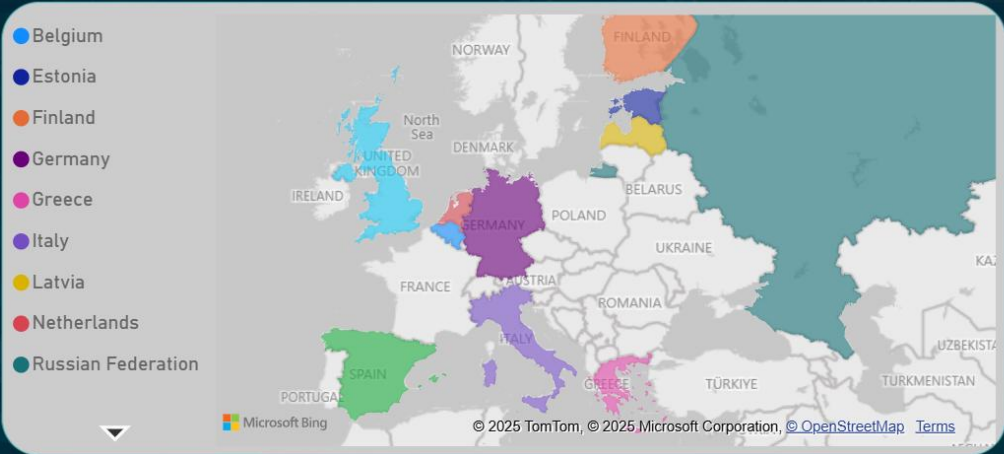 Belgium
Estonia
Finland
Germany
Greece
Italy
Latvia
Netherlands
Russian Federation
FINLAND
NORWAY
North
Sea
DENMARK
UNITED
KINGDOM
IRELAND
BELARUS
GERMANY
POLAND
UKRAINE
KAZ
FRANCE
AUSTRIA
ROMANIA
ITALY
UZBEKISTA
SPAIN
GREECE
TÜRKIYE
TURKMENISTAN
PORTUGA
Microsoft Bing
© 2025 TomTom, © 2025 Microsoft Corporation, © OpenStreetMap Terms